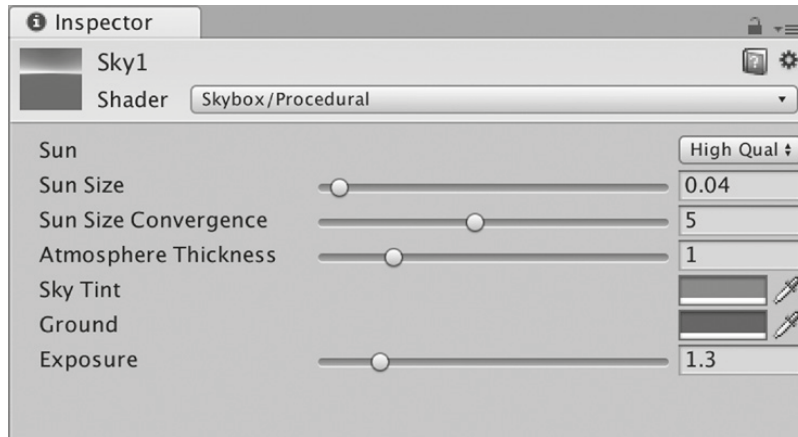 Inspector
Sky1
Shader Skybox/Procedural
Sun High Qual
Sun Size 0.04
Sun Size Convergence 5
Atmosphere Thickness 1
Sky Tint
Ground
Exposure 1.3